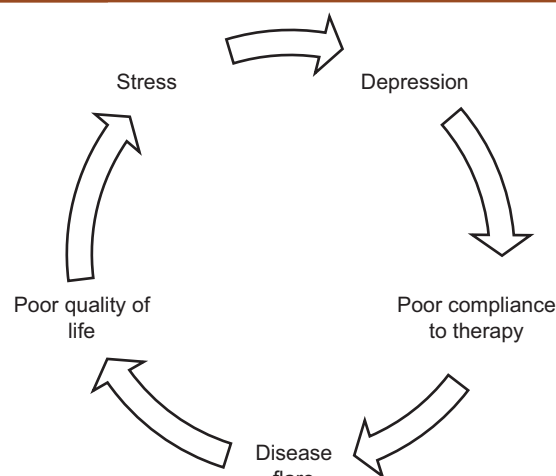 Stress
Depression
Poor quality of
life
Poor compliance
to therapy
Disease